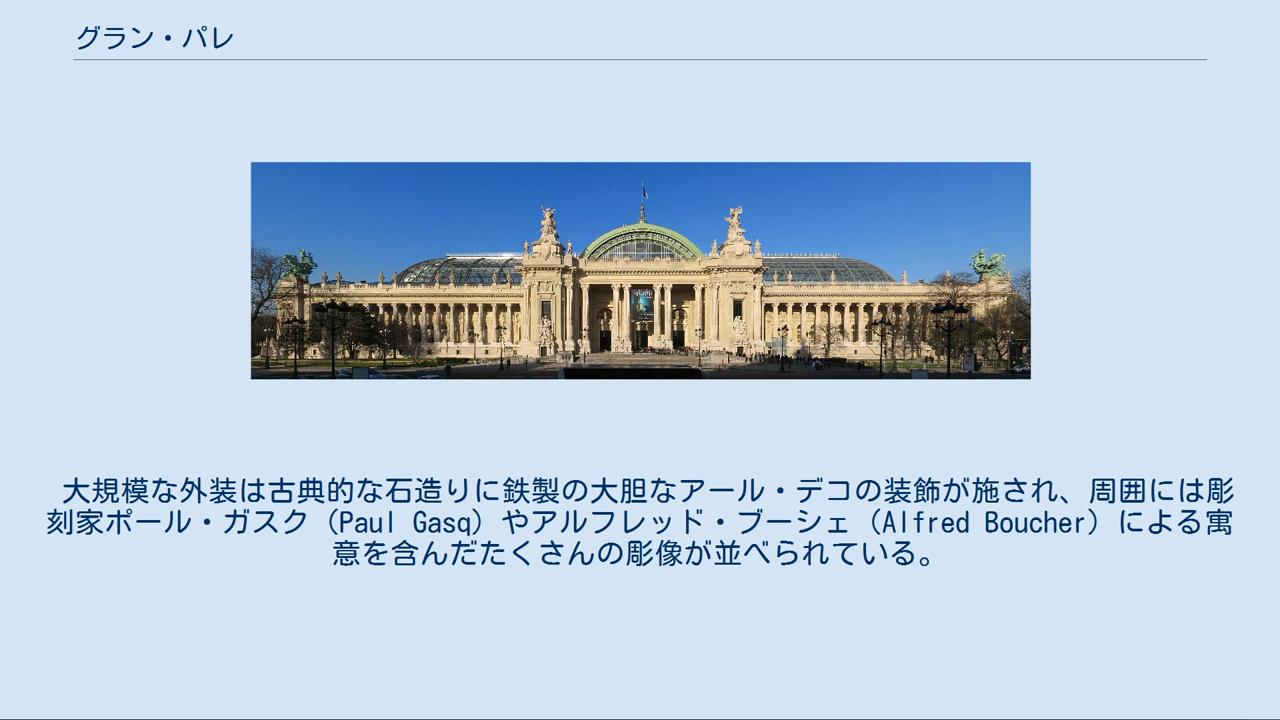 グラン・パレ
大規模な外装は古典的な石造りに鉄製の大胆なアール・デコの装飾が施され、周囲には彫
刻家ポール・ガスク（Paul Gasq）やアルフレッド・ブーシェ（Alfred Boucher）による寓
意を含んだたくさんの彫像が並べられている。